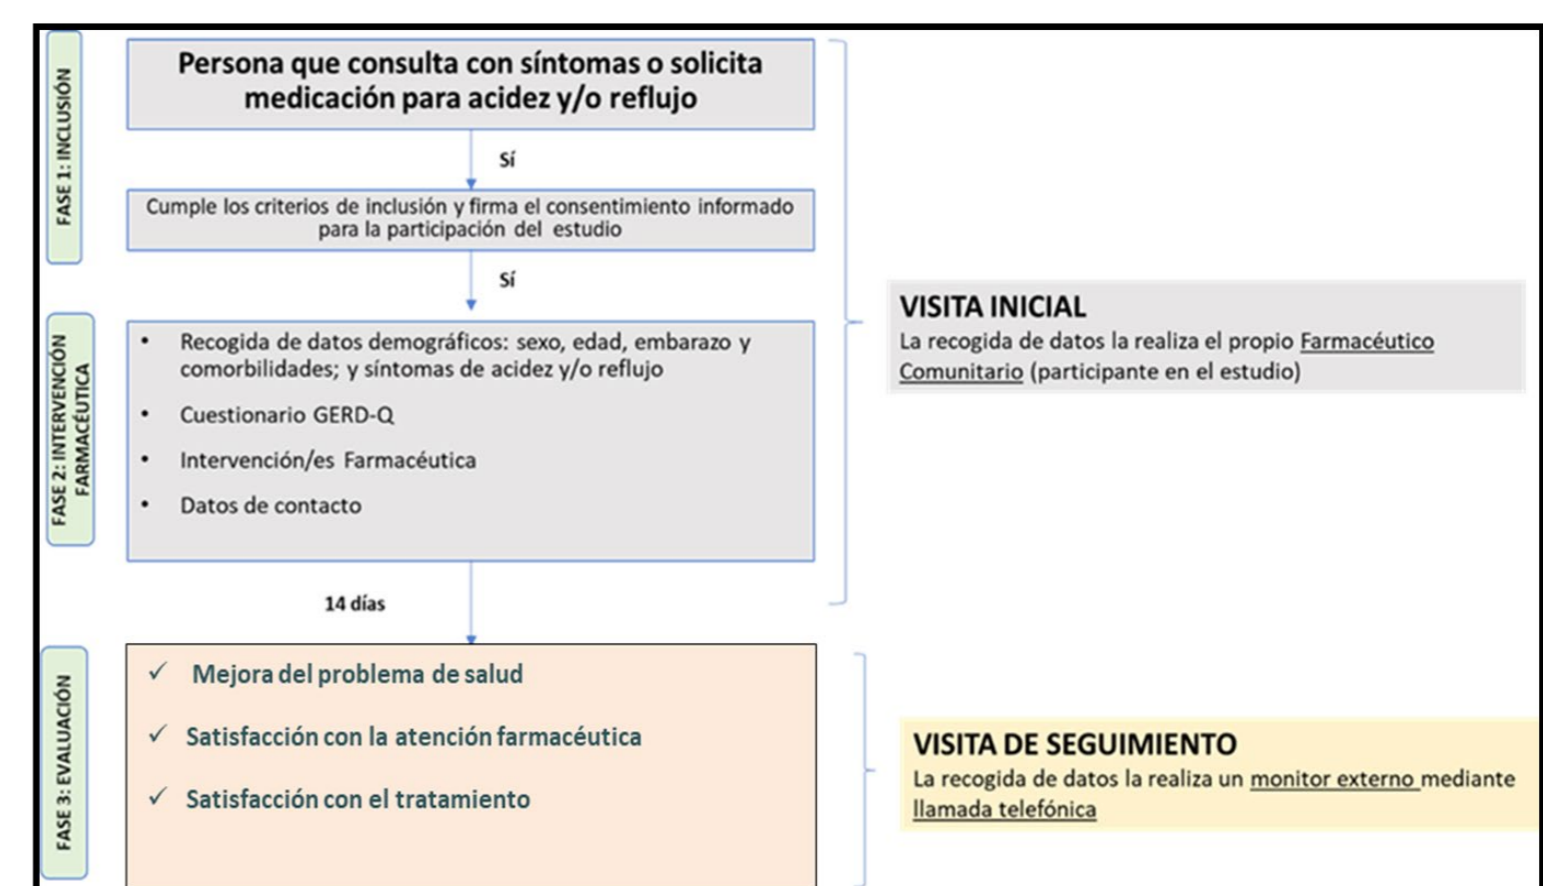 FASE 1: INCLUSIÓN
Persona que consulta con síntomas o solicita
medicación para acidez y/o reflujo
Sí
Cumple los criterios de inclusión y firma el consentimiento informado
para la participación del estudio
Sí
FASE 2: INTERVENCIÓN
FARMACÉUTICA
• Recogida de datos demográficos: sexo, edad, embarazo y
comorbilidades; y síntomas de acidez y/o reflujo
• Cuestionario GERD-Q
• Intervención/es Farmacéutica
• Datos de contacto
VISITA INICIAL
La recogida de datos la realiza el propio Farmacéutico
Comunitario (participante en el estudio)
14 días
FASE 3: EVALUACIÓN
✓ Mejora del problema de salud
✓ Satisfacción con la atención farmacéutica
✓ Satisfacción con el tratamiento
VISITA DE SEGUIMIENTO
La recogida de datos la realiza un monitor externo mediante
llamada telefónica